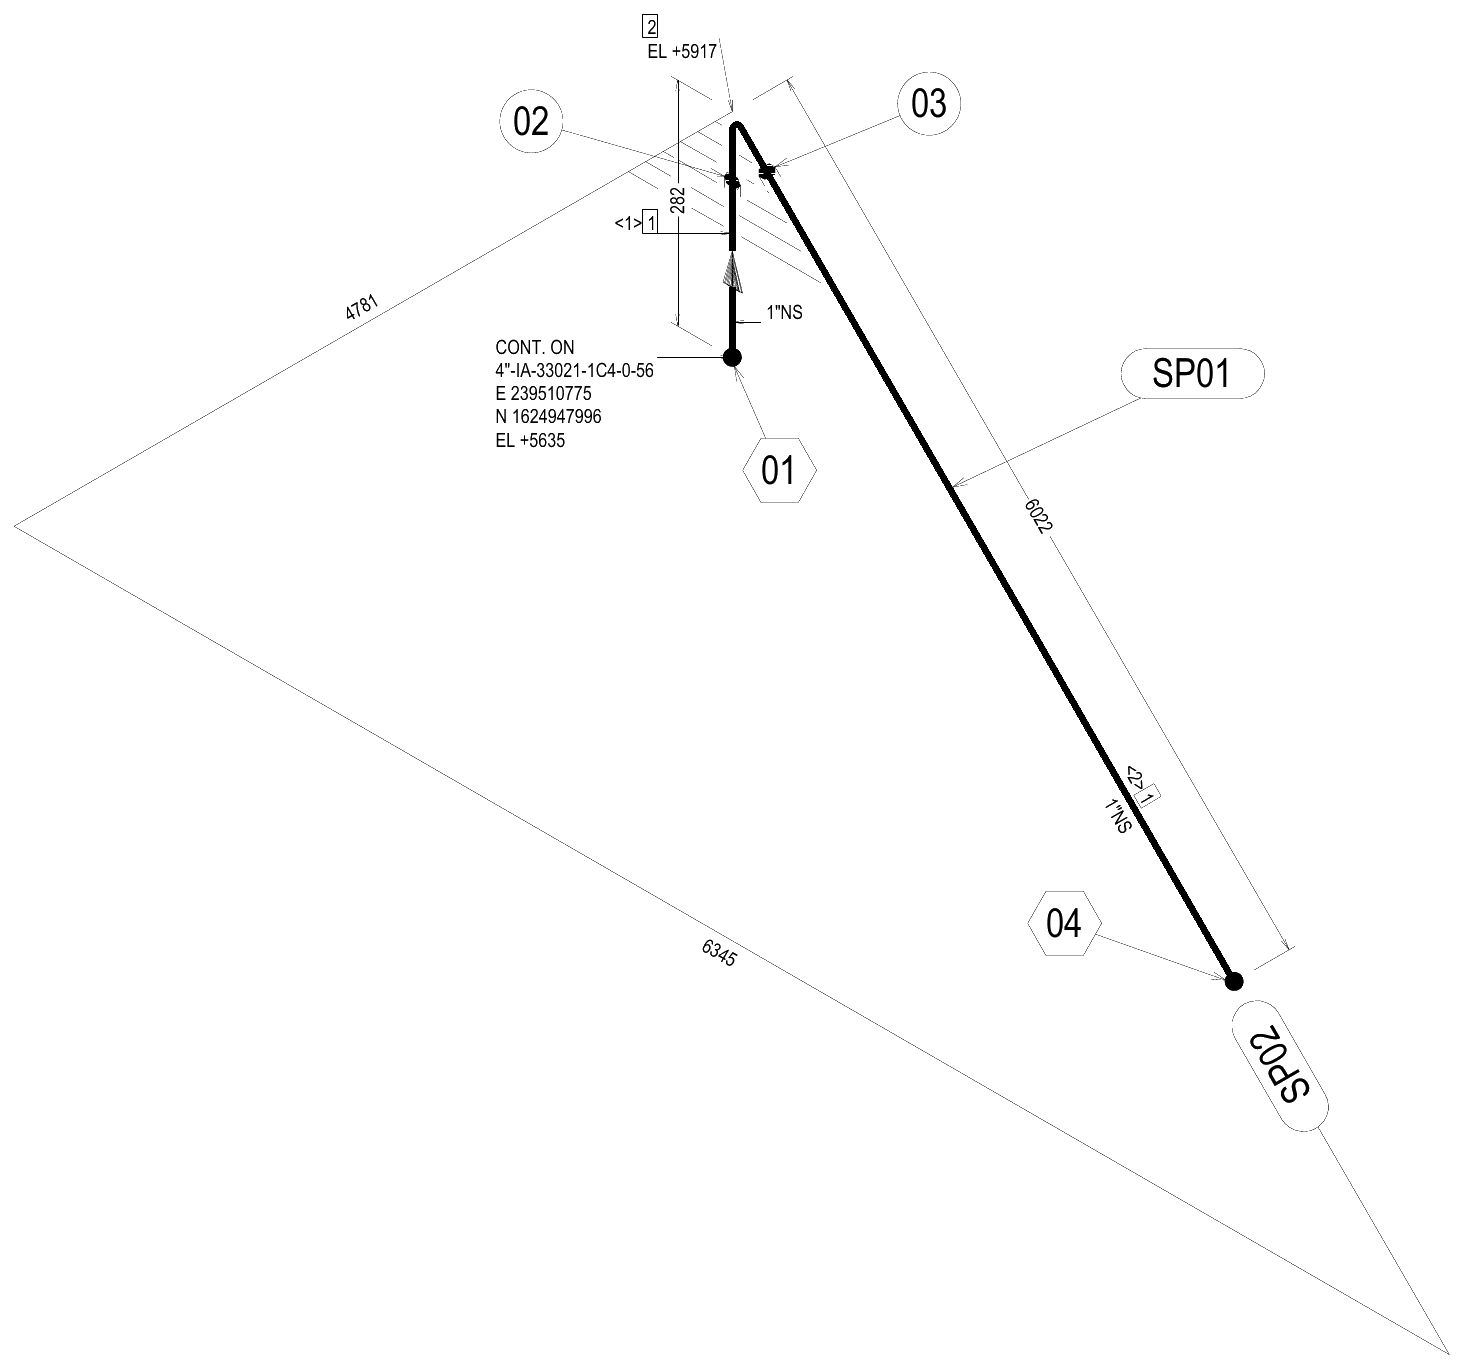 2
EL +5917
02
03
282
<1> 1
4781
1"NS
CONT. ON
4"-IA-33021-1C4-0-56
E 239510775
N 1624947996
EL +5635
SP01
01
6022
<2> 1
1"NS
04
6345
SP02